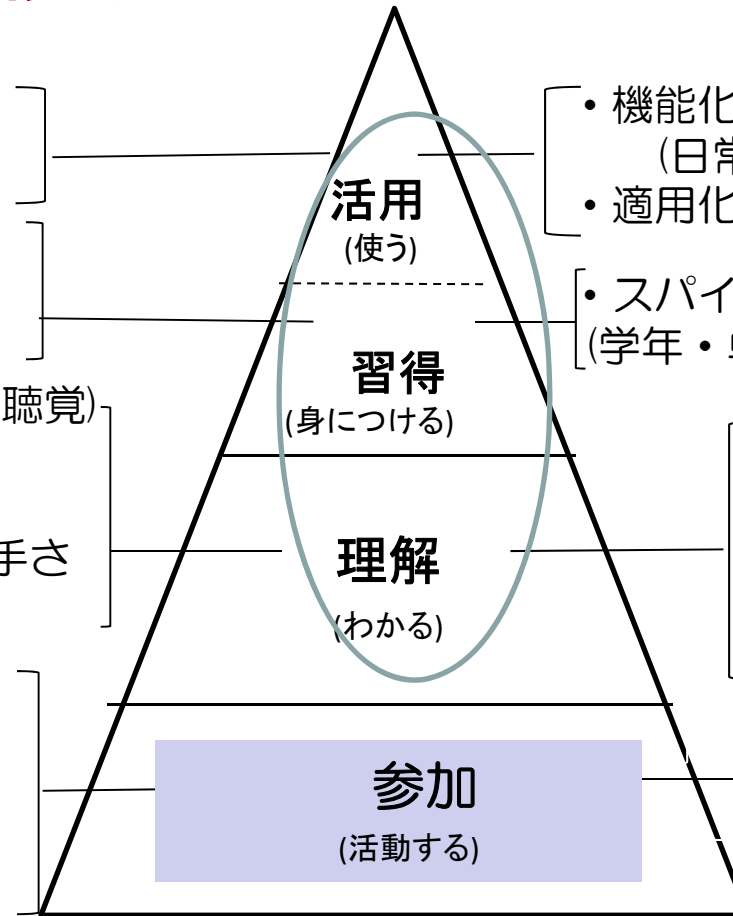 ・機能化
(日常
・適用化
活用
(使う)
・スパイ
(学年・
習得
(身につける)
聴覚)
理解
(わかる)
手さ
参加
(活動する)